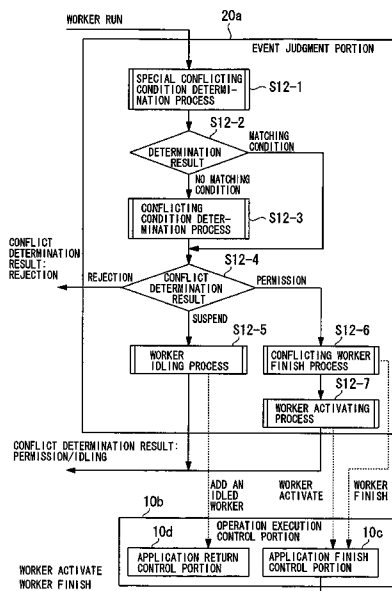 20a
WORKER RUN
EVENT JUDGMENT PORTION
SPECIAL CONFLICTING
CONDITION DETERMI-
NATION PROCESS
S12-1
S12-2
DETERMINATION
RESULT
MATCHING
CONDITION
NO MATCHING
CONDITION
CONFLICTING
CONDITION DETER-
MINATION PROCESS
S12-3
CONFLICT
DETERMINATION
RESULT:
REJECTION
S12-4
REJECTION
CONFLICT
DETERMINATION
RESULT
PERMISSION
SUSPEND
S12-5
S12-6
WORKER
IDLING PROCESS
CONFLICTING WORKER
FINISH PROCESS
S12-7
WORKER ACTIVATING
PROCESS
CONFLICT DETERMINATION RESULT:
PERMISSION/IDLING
ADD AN
IDLED
WORKER
WORKER
ACTIVATE
WORKER
FINISH
10b
OPERATION EXECUTION
CONTROL PORTION
10d
10c
APPLICATION RETURN
CONTROL PORTION
APPLICATION FINISH
CONTROL PORTION
WORKER ACTIVATE
WORKER FINISH